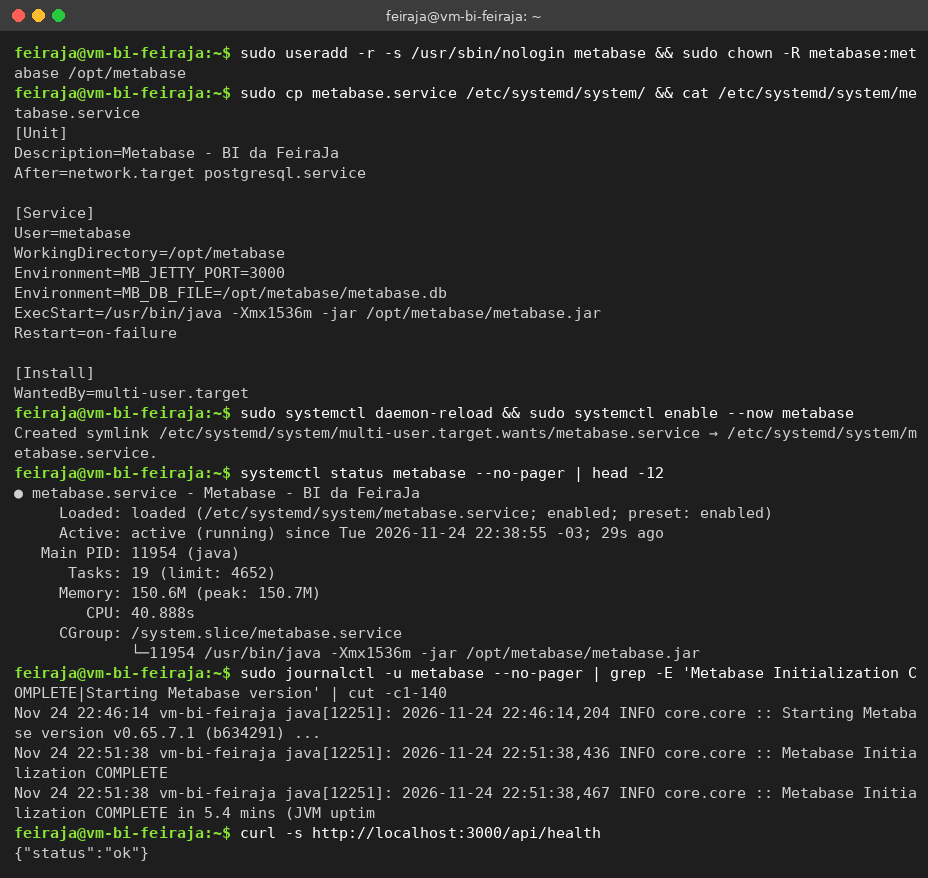 feiraja@vm-bi-feiraja: ~
feiraja@vm-bi-feiraja:~$ sudo useradd -r -s /usr/sbin/nologin metabase && sudo chown -R metabase:met
abase /opt/metabase
feiraja@vm-bi-feiraja:~$ sudo cp metabase.service /etc/systemd/system/ && cat /etc/systemd/system/me
tabase.service
[Unit]
Description=Metabase - BI da FeiraJa
After=network.target postgresql.service

[Service]
User=metabase
WorkingDirectory=/opt/metabase
Environment=MB_JETTY_PORT=3000
Environment=MB_DB_FILE=/opt/metabase/metabase.db
ExecStart=/usr/bin/java -Xmx1536m -jar /opt/metabase/metabase.jar
Restart=on-failure

[Install]
WantedBy=multi-user.target
feiraja@vm-bi-feiraja:~$ sudo systemctl daemon-reload && sudo systemctl enable --now metabase
Created symlink /etc/systemd/system/multi-user.target.wants/metabase.service → /etc/systemd/system/m
etabase.service.
feiraja@vm-bi-feiraja:~$ systemctl status metabase --no-pager | head -12
● metabase.service - Metabase - BI da FeiraJa
     Loaded: loaded (/etc/systemd/system/metabase.service; enabled; preset: enabled)
     Active: active (running) since Tue 2026-11-24 22:38:55 -03; 29s ago
   Main PID: 11954 (java)
      Tasks: 19 (limit: 4652)
     Memory: 150.6M (peak: 150.7M)
        CPU: 40.888s
     CGroup: /system.slice/metabase.service
             └─11954 /usr/bin/java -Xmx1536m -jar /opt/metabase/metabase.jar
feiraja@vm-bi-feiraja:~$ sudo journalctl -u metabase --no-pager | grep -E 'Metabase Initialization C
OMPLETE|Starting Metabase version' | cut -c1-140
Nov 24 22:46:14 vm-bi-feiraja java[12251]: 2026-11-24 22:46:14,204 INFO core.core :: Starting Metaba
se version v0.65.7.1 (b634291) ...
Nov 24 22:51:38 vm-bi-feiraja java[12251]: 2026-11-24 22:51:38,436 INFO core.core :: Metabase Initia
lization COMPLETE
Nov 24 22:51:38 vm-bi-feiraja java[12251]: 2026-11-24 22:51:38,467 INFO core.core :: Metabase Initia
lization COMPLETE in 5.4 mins (JVM uptim
feiraja@vm-bi-feiraja:~$ curl -s http://localhost:3000/api/health
{"status":"ok"}